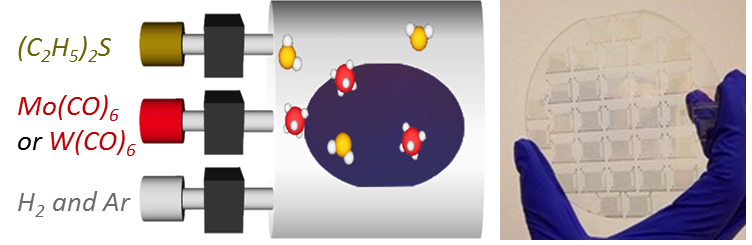 (C₂H₅)₂S
Mo(CO)₆
or W(CO)₆
H₂ and Ar